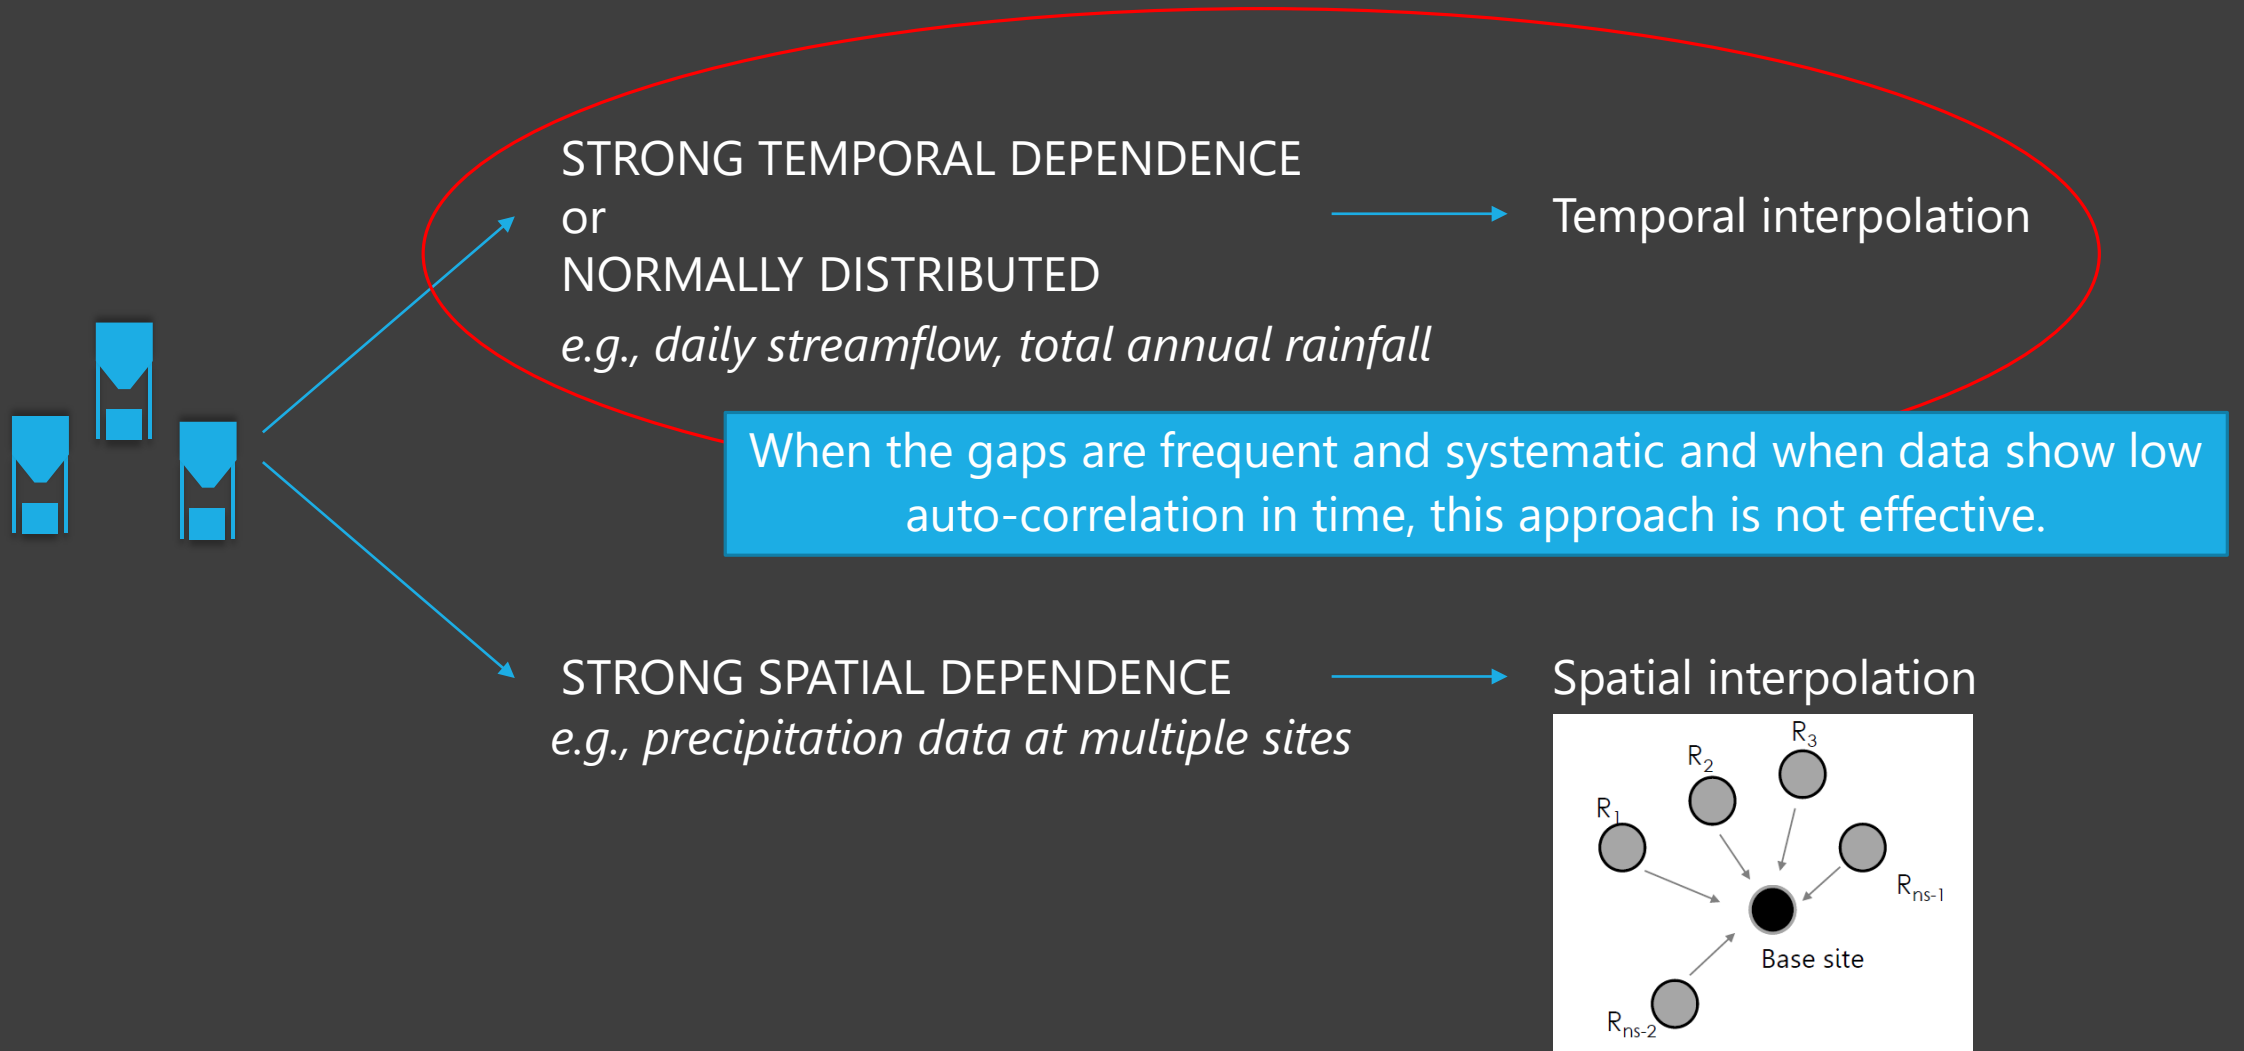 STRONG TEMPORAL DEPENDENCE
or
NORMALLY DISTRIBUTED
e.g., daily streamflow, total annual rainfall
Temporal interpolation
When the gaps are frequent and systematic and when data show low
auto-correlation in time, this approach is not effective.
STRONG SPATIAL DEPENDENCE
e.g., precipitation data at multiple sites
Spatial interpolation
R3
R2
R1
Rns-1
Base site
Rns-2